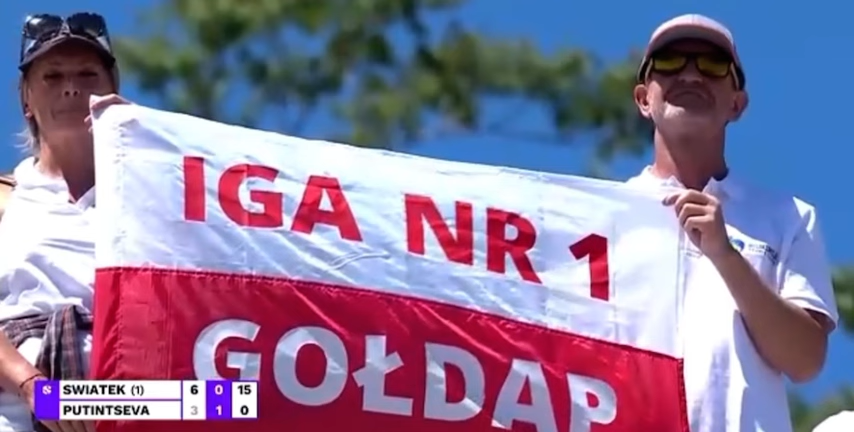 IGA NR 1
GOŁDAP
SWIATEK (1) 6 0 15
PUTINTSEVA 3 1 0